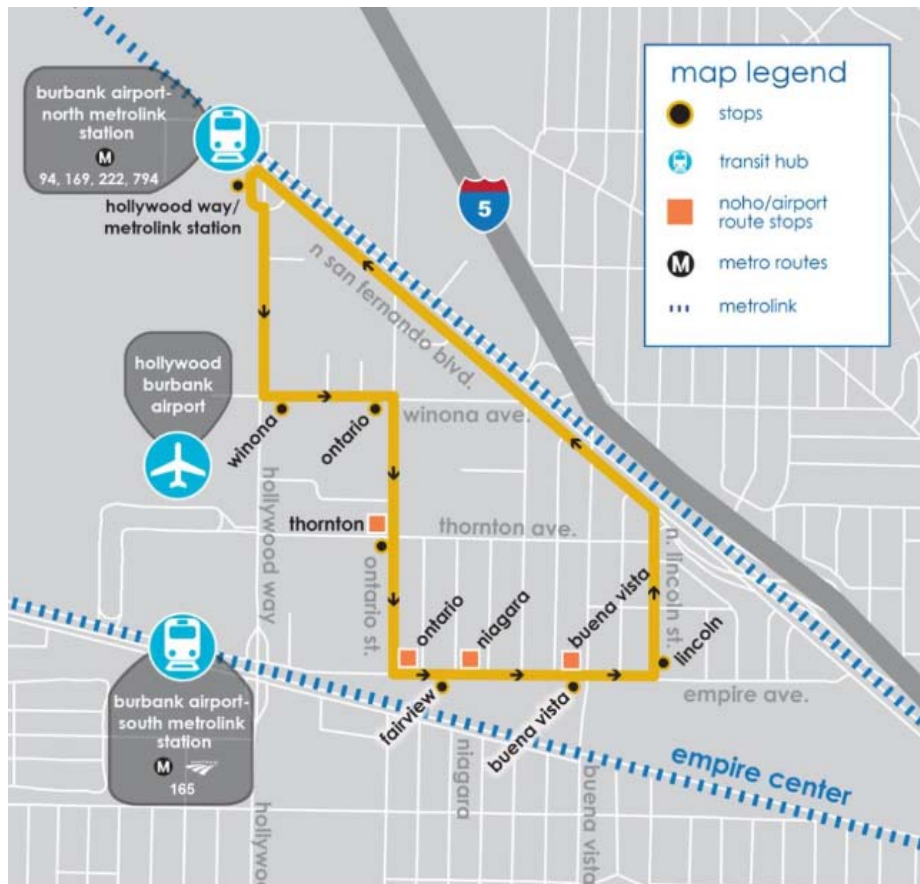 burbank airport-
north metrolink
station
M
94, 169, 222, 794
hollywood way/
metrolink station
5
map legend
stops
transit hub
noho/airport
route stops
M
metro routes
metrolink
n san fernando blvd.
hollywood
burbank
airport
winona
ontario
winona ave.
hollywood way
thornton
thornton ave.
ontario st.
n. lincoln st.
ontario
niagara
buena vista
lincoln
fairview
buena vista
empire ave.
burbank airport-
south metrolink
station
M
165
niagara
buena vista
empire center
hollywoo